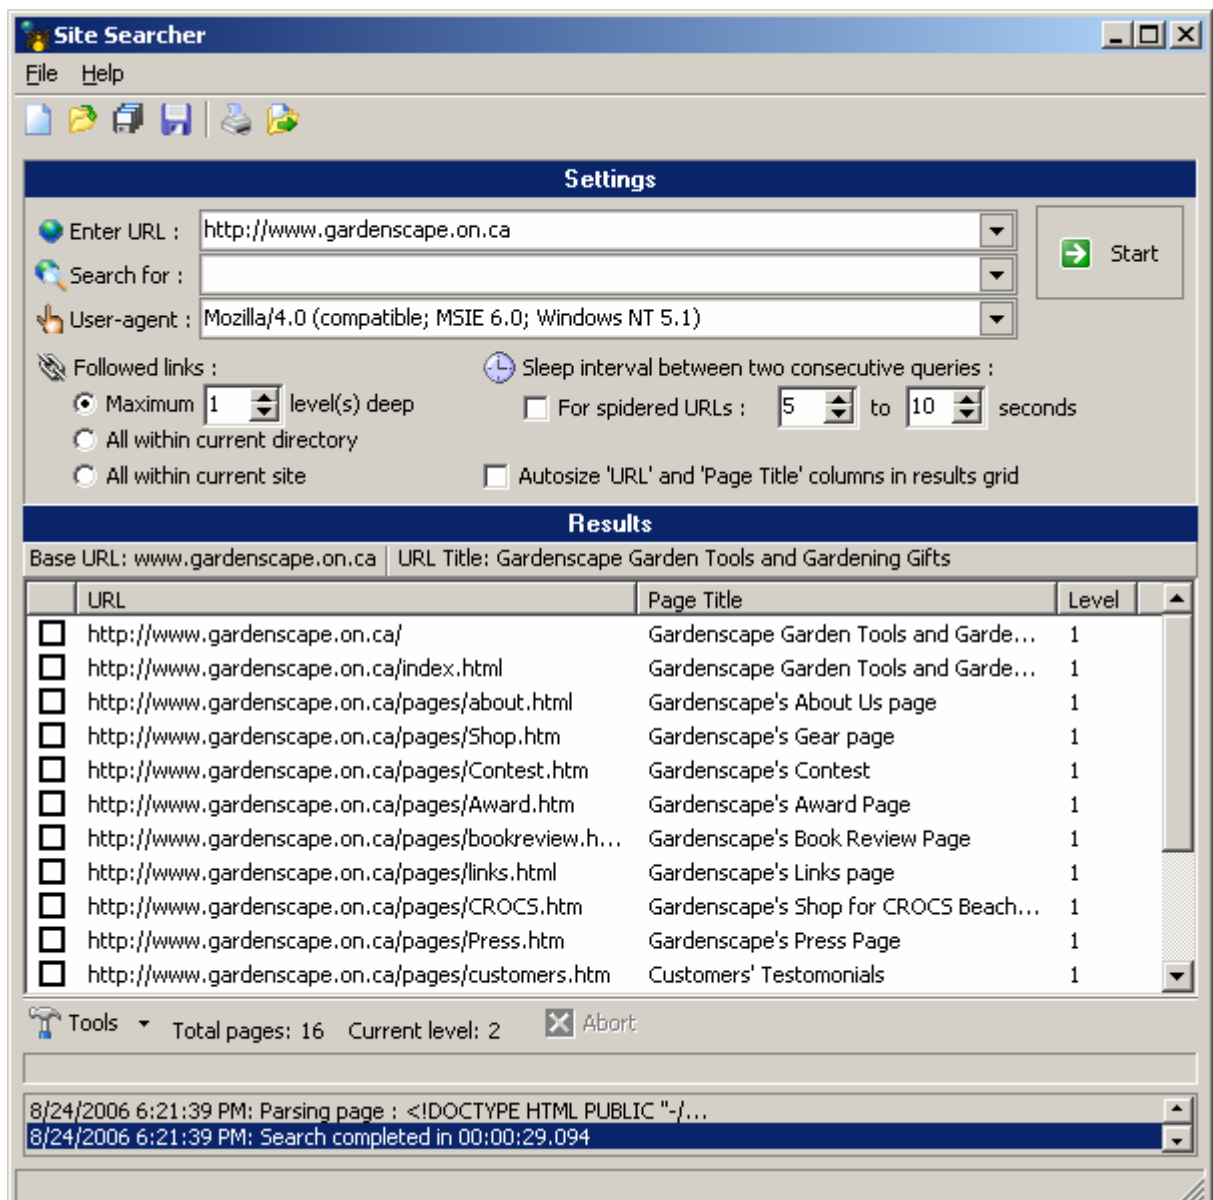 Site Searcher
File Help
Settings
Enter URL : http://www.gardenscape.on.ca
Start
Search for :
User-agent : Mozilla/4.0 (compatible; MSIE 6.0; Windows NT 5.1)
Followed links : Sleep interval between two consecutive queries :
Maximum 1 level(s) deep For spidered URLs : 5 to 10 seconds
All within current directory
All within current site Autosize 'URL' and 'Page Title' columns in results grid
Results
Base URL: www.gardenscape.on.ca URL Title: Gardenscape Garden Tools and Gardening Gifts
URL Page Title Level
http://www.gardenscape.on.ca/ Gardenscape Garden Tools and Garde... 1
http://www.gardenscape.on.ca/index.html Gardenscape Garden Tools and Garde... 1
http://www.gardenscape.on.ca/pages/about.html Gardenscape's About Us page 1
http://www.gardenscape.on.ca/pages/Shop.htm Gardenscape's Gear page 1
http://www.gardenscape.on.ca/pages/Contest.htm Gardenscape's Contest 1
http://www.gardenscape.on.ca/pages/Award.htm Gardenscape's Award Page 1
http://www.gardenscape.on.ca/pages/bookreview.h... Gardenscape's Book Review Page 1
http://www.gardenscape.on.ca/pages/links.html Gardenscape's Links page 1
http://www.gardenscape.on.ca/pages/CROCS.htm Gardenscape's Shop for CROCS Beach... 1
http://www.gardenscape.on.ca/pages/Press.htm Gardenscape's Press Page 1
http://www.gardenscape.on.ca/pages/customers.htm Customers' Testomonials 1
Tools Total pages: 16 Current level: 2 Abort
8/24/2006 6:21:39 PM: Parsing page : <!DOCTYPE HTML PUBLIC "-/...
8/24/2006 6:21:39 PM: Search completed in 00:00:29.094